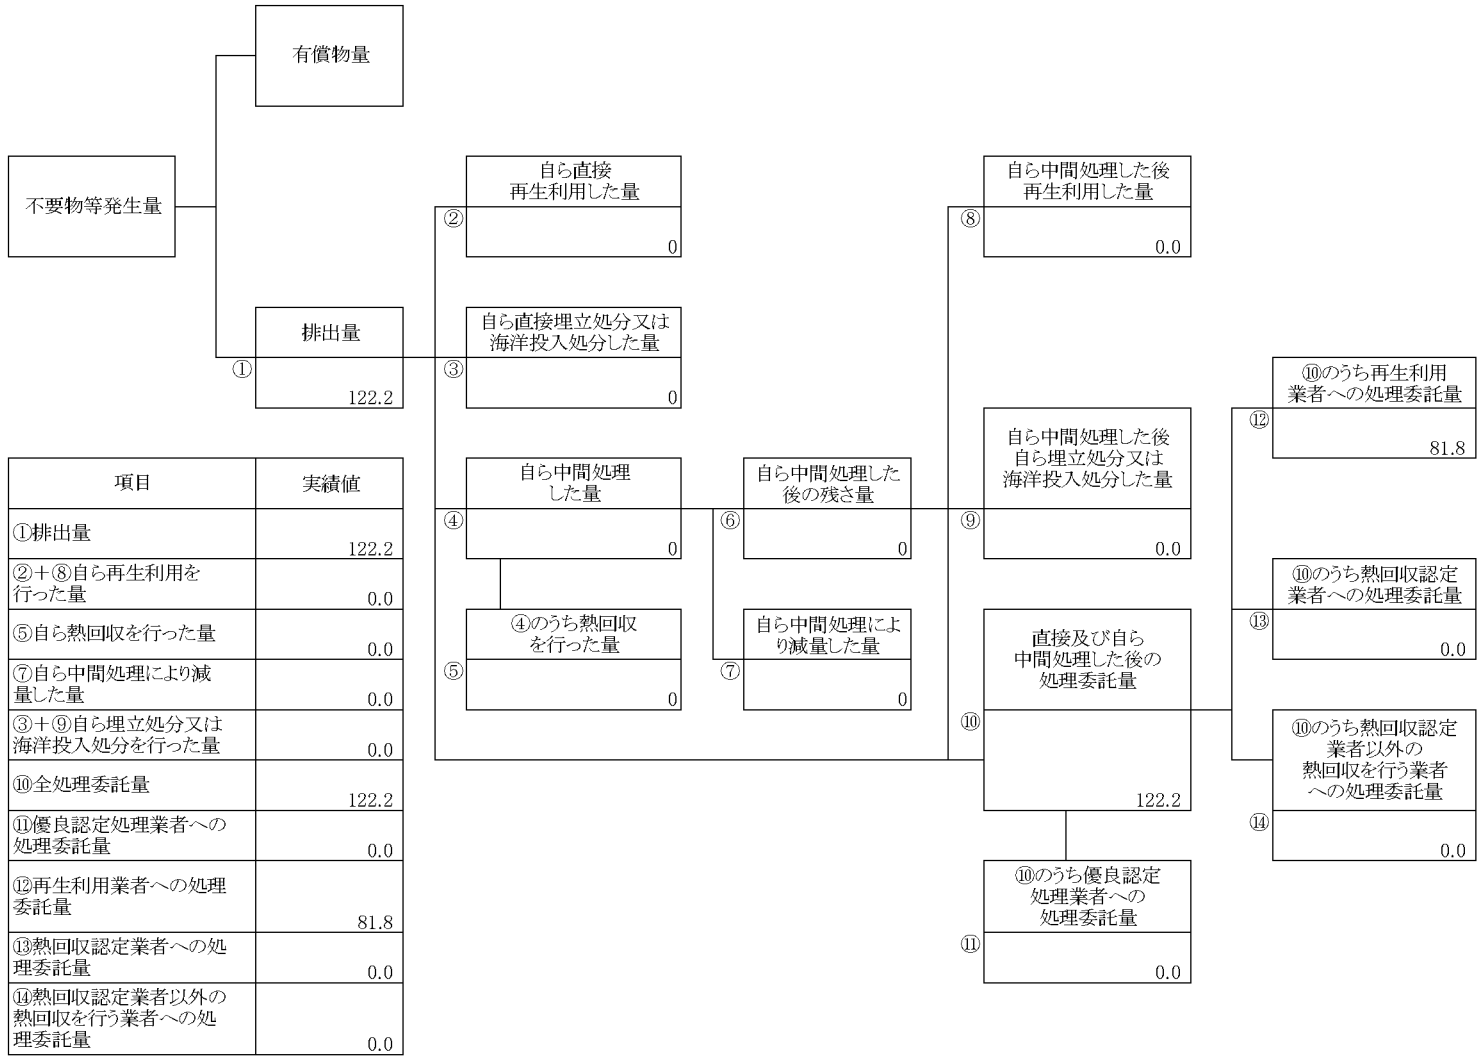 有償物量
不要物等発生量
自ら直接
再生利用した量
②
0
自ら中間処理した後
再生利用した量
⑧
0.0
排出量
①
122.2
自ら直接埋立処分又は
海洋投入処分した量
③
0
⑩のうち再生利用
業者への処理委託量
⑫
81.8
自ら中間処理
した量
④
0
自ら中間処理した
後の残さ量
⑥
0
自ら中間処理した後
自ら埋立処分又は
海洋投入処分した量
⑨
0.0
④のうち熱回収
を行った量
⑤
0
自ら中間処理によ
り減量した量
⑦
0
直接及び自ら
中間処理した後の
処理委託量
⑩
122.2
⑩のうち熱回収認定
業者への処理委託量
⑬
0.0
⑩のうち熱回収認定
業者以外の
熱回収を行う業者
への処理委託量
⑭
0.0
⑩のうち優良認定
処理業者への
処理委託量
⑪
0.0
項目 実績値
①排出量
122.2
②＋⑧自ら再生利用を
行った量
0.0
⑤自ら熱回収を行った量
0.0
⑦自ら中間処理により減
量した量
0.0
③＋⑨自ら埋立処分又は
海洋投入処分を行った量
0.0
⑩全処理委託量
122.2
⑪優良認定処理業者への
処理委託量
0.0
⑫再生利用業者への処理
委託量
81.8
⑬熱回収認定業者への処
理委託量
0.0
⑭熱回収認定業者以外の
熱回収を行う業者への処
理委託量
0.0